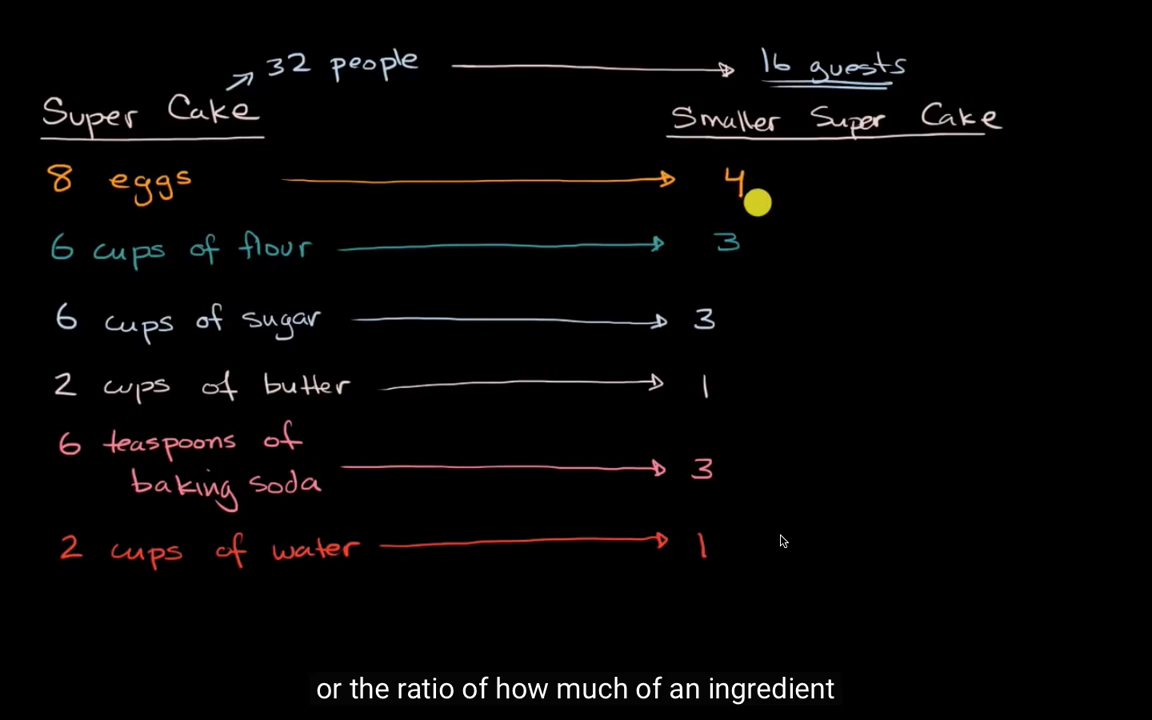 32 people 16 guests
Super Cake Smaller Super Cake
8 eggs 4
6 cups of flour 3
6 cups of sugar 3
2 cups of butter 1
6 teaspoons of
baking soda 3
2 cups of water 1
or the ratio of how much of an ingredient